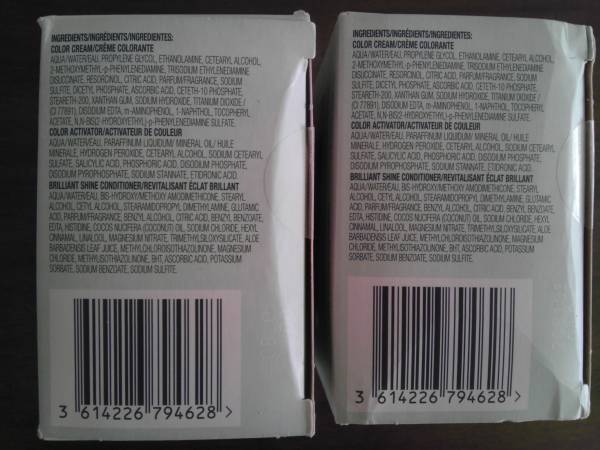 INGREDIENTS/INGRÉDIENTS/INGREDIENTES:
COLOR CREAM/CRÈME COLORANTE
AQUA/WATER/EAU, PROPYLENE GLYCOL, ETHANOLAMINE, CETEARYL ALCOHOL,
2-METHOXYMETHYL-p-PHENYLENEDIAMINE, TRISODIUM ETHYLENEDIAMINE
DISUCCINATE, RESORCINOL, CITRIC ACID, PARFUM/FRAGRANCE, SODIUM
SULFITE, DICETYL PHOSPHATE, ASCORBIC ACID, CETETH-10 PHOSPHATE,
STEARETH-200, XANTHAN GUM, SODIUM HYDROXIDE, TITANIUM DIOXIDE /
(CI 77891), DISODIUM EDTA, m-AMINOPHENOL, 1-NAPHTHOL, TOCOPHERYL
ACETATE, N,N-BIS(2-HYDROXYETHYL)-p-PHENYLENEDIAMINE SULFATE.
COLOR ACTIVATOR/ACTIVATEUR DE COULEUR
AQUA/WATER/EAU, PARAFFINUM LIQUIDUM/ MINERAL OIL / HUILE
MINERALE, HYDROGEN PEROXIDE, CETEARYL ALCOHOL, SODIUM CETEARYL
SULFATE, SALICYLIC ACID, PHOSPHORIC ACID, DISODIUM PHOSPHATE,
DISODIUM PYROPHOSPHATE, SODIUM STANNATE, ETIDRONIC ACID.
BRILLIANT SHINE CONDITIONER/REVITALISANT ÉCLAT BRILLANT
AQUA/WATER/EAU, BIS-HYDROXY/METHOXY AMODIMETHICONE, STEARYL
ALCOHOL, CETYL ALCOHOL, STEARAMIDOPROPYL DIMETHYLAMINE, GLUTAMIC
ACID, PARFUM/FRAGRANCE, BENZYL ALCOHOL, CITRIC ACID, BENZYL BENZOATE,
EDTA, HISTIDINE, COCOS NUCIFERA (COCONUT) OIL, SODIUM CHLORIDE, HEXYL
CINNAMAL, LINALOOL, MAGNESIUM NITRATE, TRIMETHYLSILOXYSILICATE, ALOE
BARBADENSIS LEAF JUICE, METHYLCHLOROISOTHIAZOLINONE, MAGNESIUM
CHLORIDE, METHYLISOTHIAZOLINONE, BHT, ASCORBIC ACID, POTASSIUM
SORBATE, SODIUM BENZOATE, SODIUM SULFITE.
3 614226 794628 >
INGREDIENTS/INGRÉDIENTS/INGREDIENTES:
COLOR CREAM/CRÈME COLORANTE
AQUA/WATER/EAU, PROPYLENE GLYCOL, ETHANOLAMINE, CETEARYL ALCOHOL,
2-METHOXYMETHYL-p-PHENYLENEDIAMINE, TRISODIUM ETHYLENEDIAMINE
DISUCCINATE, RESORCINOL, CITRIC ACID, PARFUM/FRAGRANCE, SODIUM
SULFITE, DICETYL PHOSPHATE, ASCORBIC ACID, CETETH-10 PHOSPHATE,
STEARETH-200, XANTHAN GUM, SODIUM HYDROXIDE, TITANIUM DIOXIDE /
(CI 77891), DISODIUM EDTA, m-AMINOPHENOL, 1-NAPHTHOL, TOCOPHERYL
ACETATE, N,N-BIS(2-HYDROXYETHYL)-p-PHENYLENEDIAMINE SULFATE.
COLOR ACTIVATOR/ACTIVATEUR DE COULEUR
AQUA/WATER/EAU, PARAFFINUM LIQUIDUM/ MINERAL OIL / HUILE
MINERALE, HYDROGEN PEROXIDE, CETEARYL ALCOHOL, SODIUM CETEARYL
SULFATE, SALICYLIC ACID, PHOSPHORIC ACID, DISODIUM PHOSPHATE,
DISODIUM PYROPHOSPHATE, SODIUM STANNATE, ETIDRONIC ACID.
BRILLIANT SHINE CONDITIONER/REVITALISANT ÉCLAT BRILLANT
AQUA/WATER/EAU, BIS-HYDROXY/METHOXY AMODIMETHICONE, STEARYL
ALCOHOL, CETYL ALCOHOL, STEARAMIDOPROPYL DIMETHYLAMINE, GLUTAMIC
ACID, PARFUM/FRAGRANCE, BENZYL ALCOHOL, CITRIC ACID, BENZYL BENZOATE,
EDTA, HISTIDINE, COCOS NUCIFERA (COCONUT) OIL, SODIUM CHLORIDE, HEXYL
CINNAMAL, LINALOOL, MAGNESIUM NITRATE, TRIMETHYLSILOXYSILICATE, ALOE
BARBADENSIS LEAF JUICE, METHYLCHLOROISOTHIAZOLINONE, MAGNESIUM
CHLORIDE, METHYLISOTHIAZOLINONE, BHT, ASCORBIC ACID, POTASSIUM
SORBATE, SODIUM BENZOATE, SODIUM SULFITE.
3 614226 794628 >